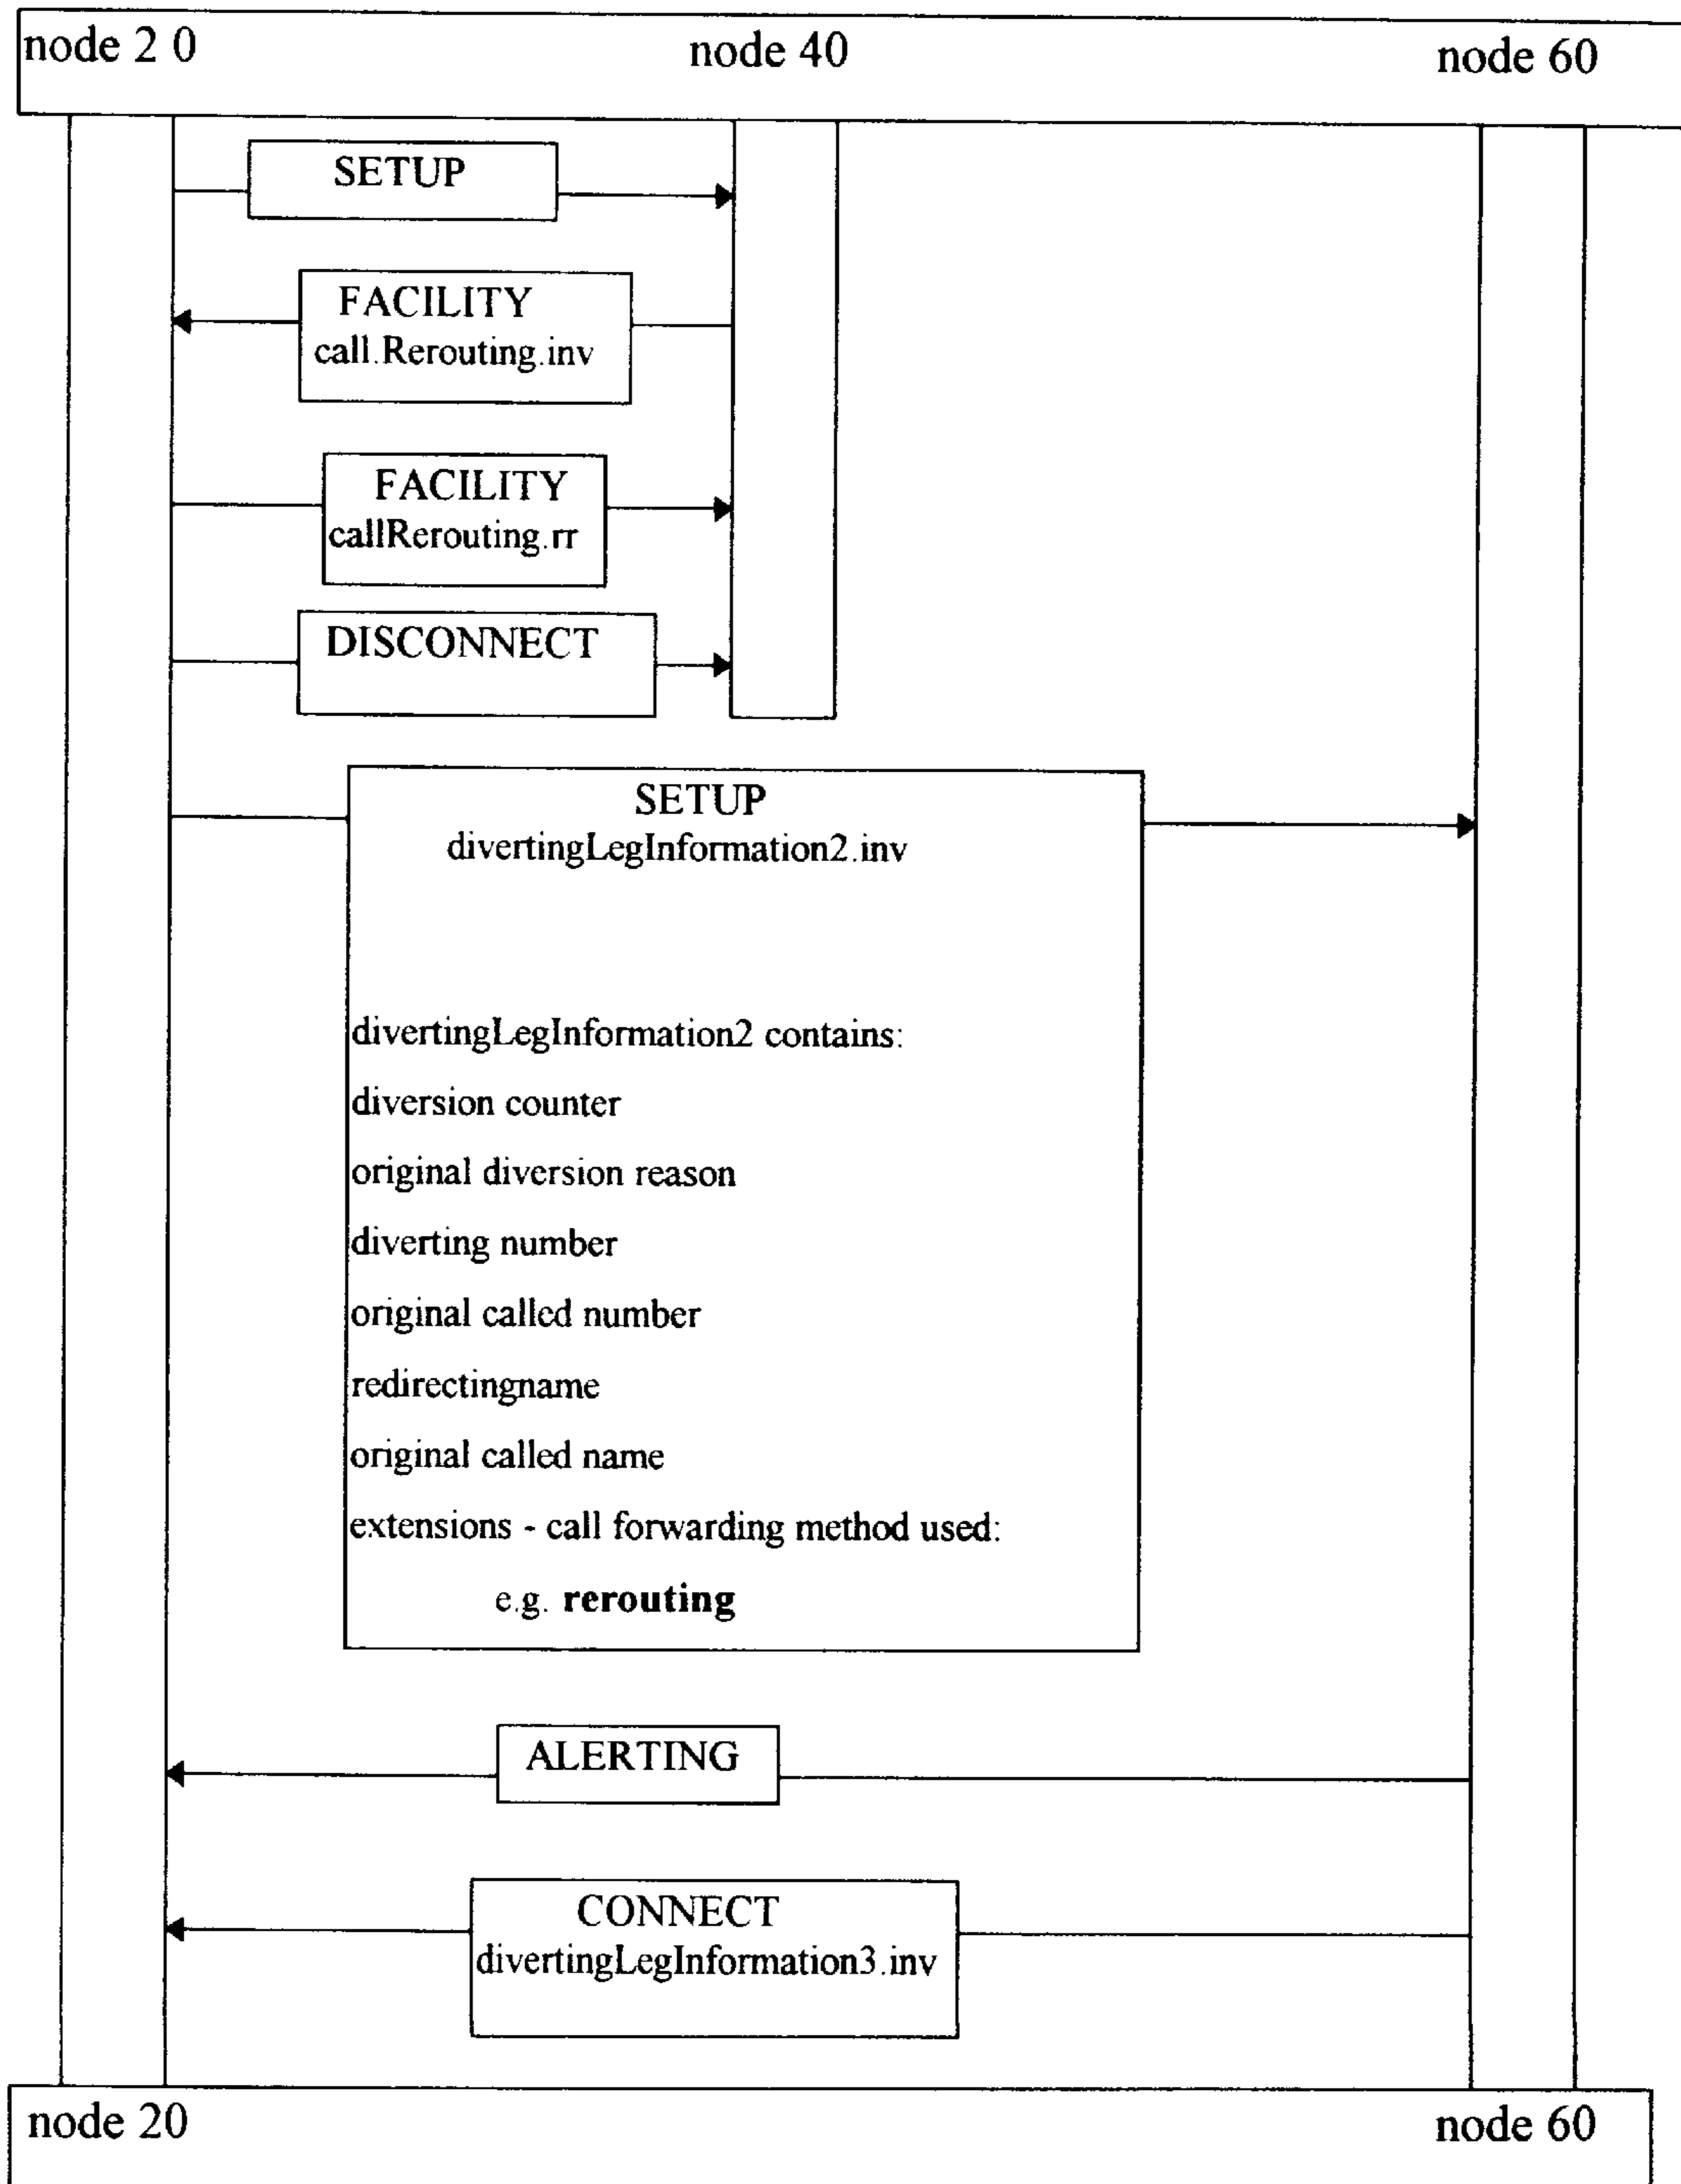 node 2 0 node 40 node 60
SETUP
FACILITY
call.Rerouting.inv
FACILITY
callRerouting.rr
DISCONNECT
SETUP
divertingLegInformation2.inv
divertingLegInformation2 contains:
diversion counter
original diversion reason
diverting number
original called number
redirectingname
original called name
extensions - call forwarding method used:
e.g. rerouting
ALERTING
CONNECT
divertingLegInformation3.inv
node 20 node 60